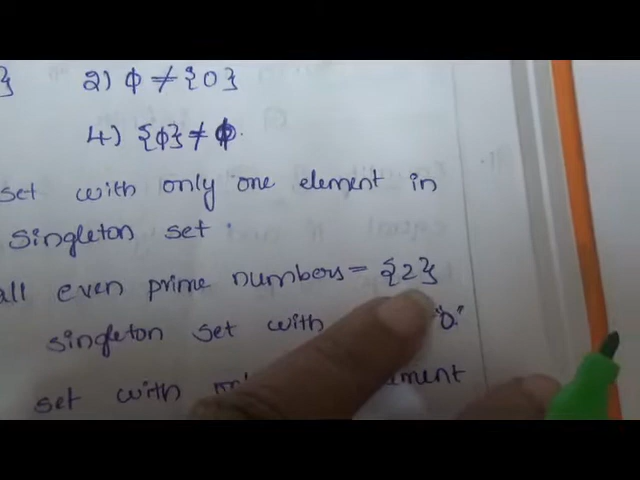 } 2) φ ≠ {0}
4) {φ} ≠ φ.
set with only one element in
singleton set.
all even prime numbers = {2}
singleton set with "0."
set with